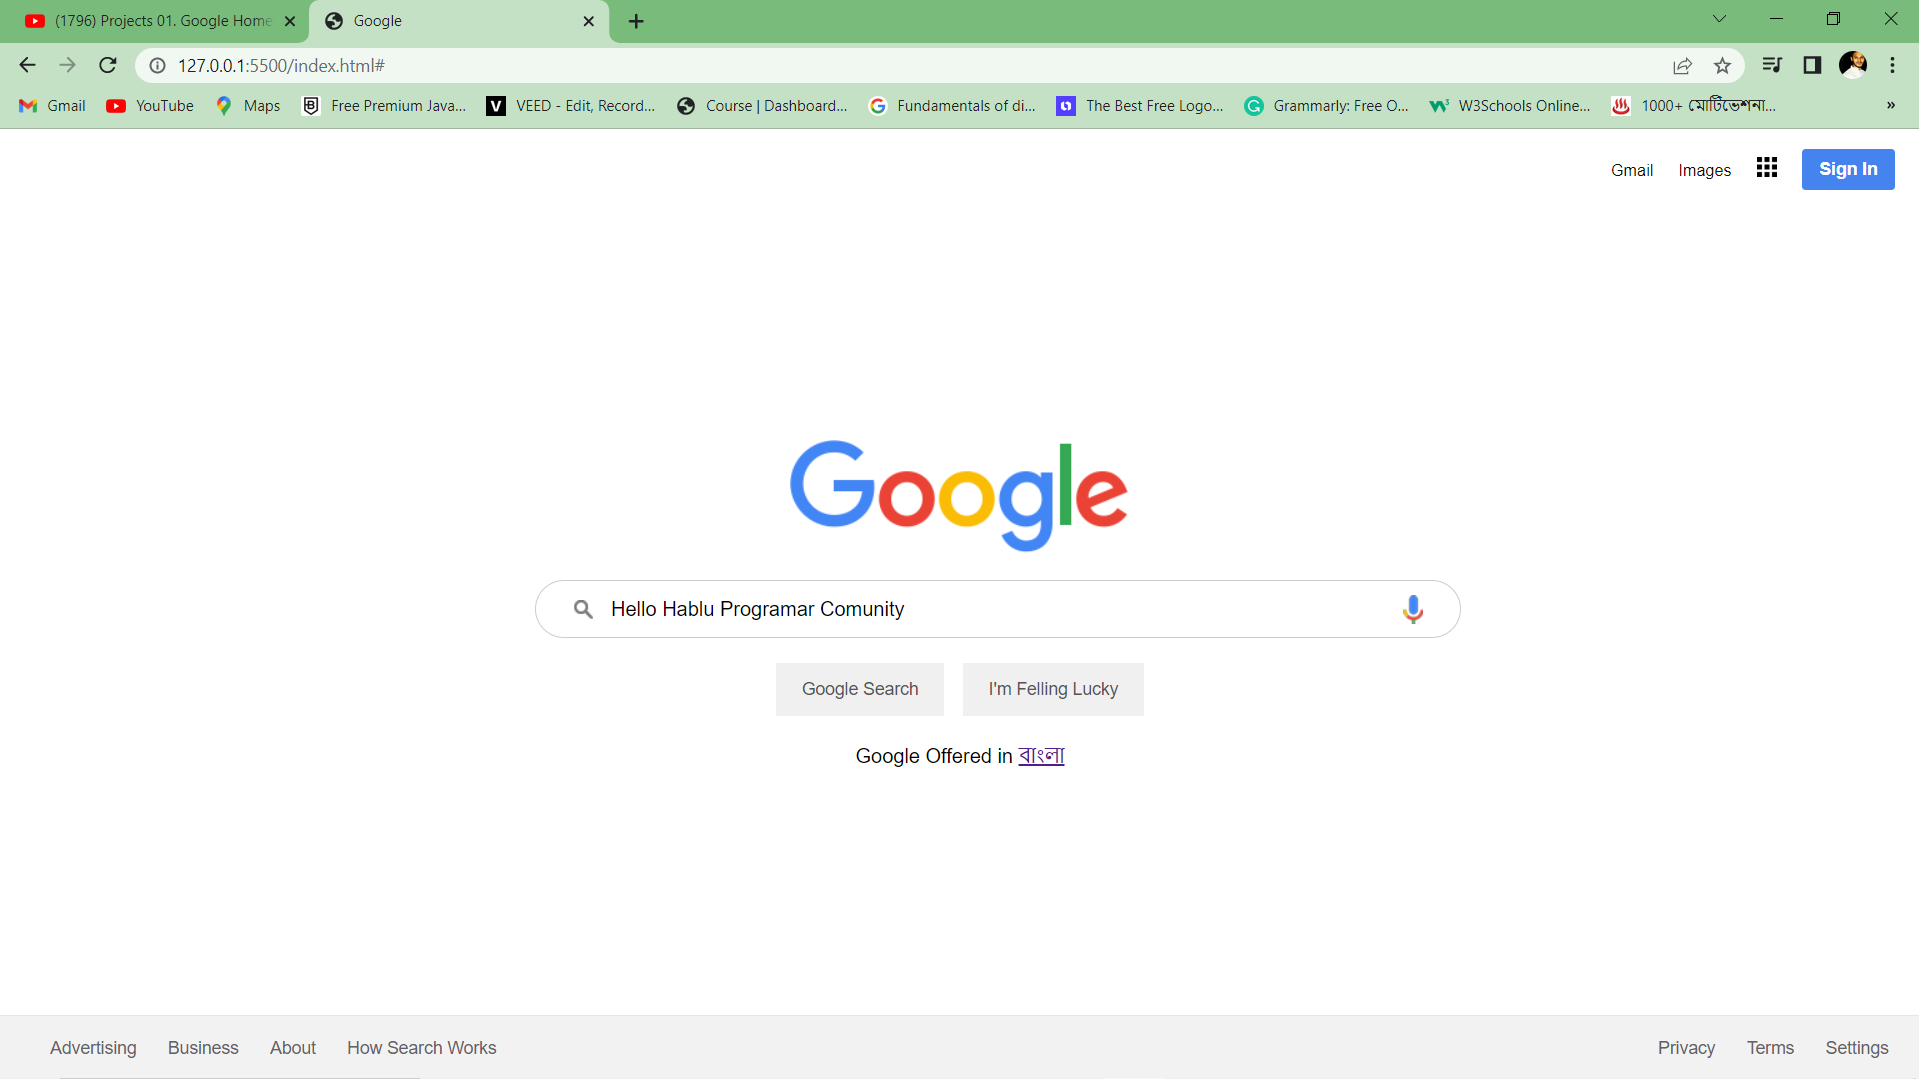 (1796) Projects 01. Google Home
Google
127.0.0.1:5500/index.html#
Gmail YouTube Maps Free Premium Java... VEED - Edit, Record... Course | Dashboard... Fundamentals of di... The Best Free Logo... Grammarly: Free O... W3Schools Online... 1000+ মোটিভেশনা... »
Gmail Images Sign In
Google
Hello Hablu Programar Comunity
Google Search I'm Felling Lucky
Google Offered in বাংলা
Advertising Business About How Search Works Privacy Terms Settings